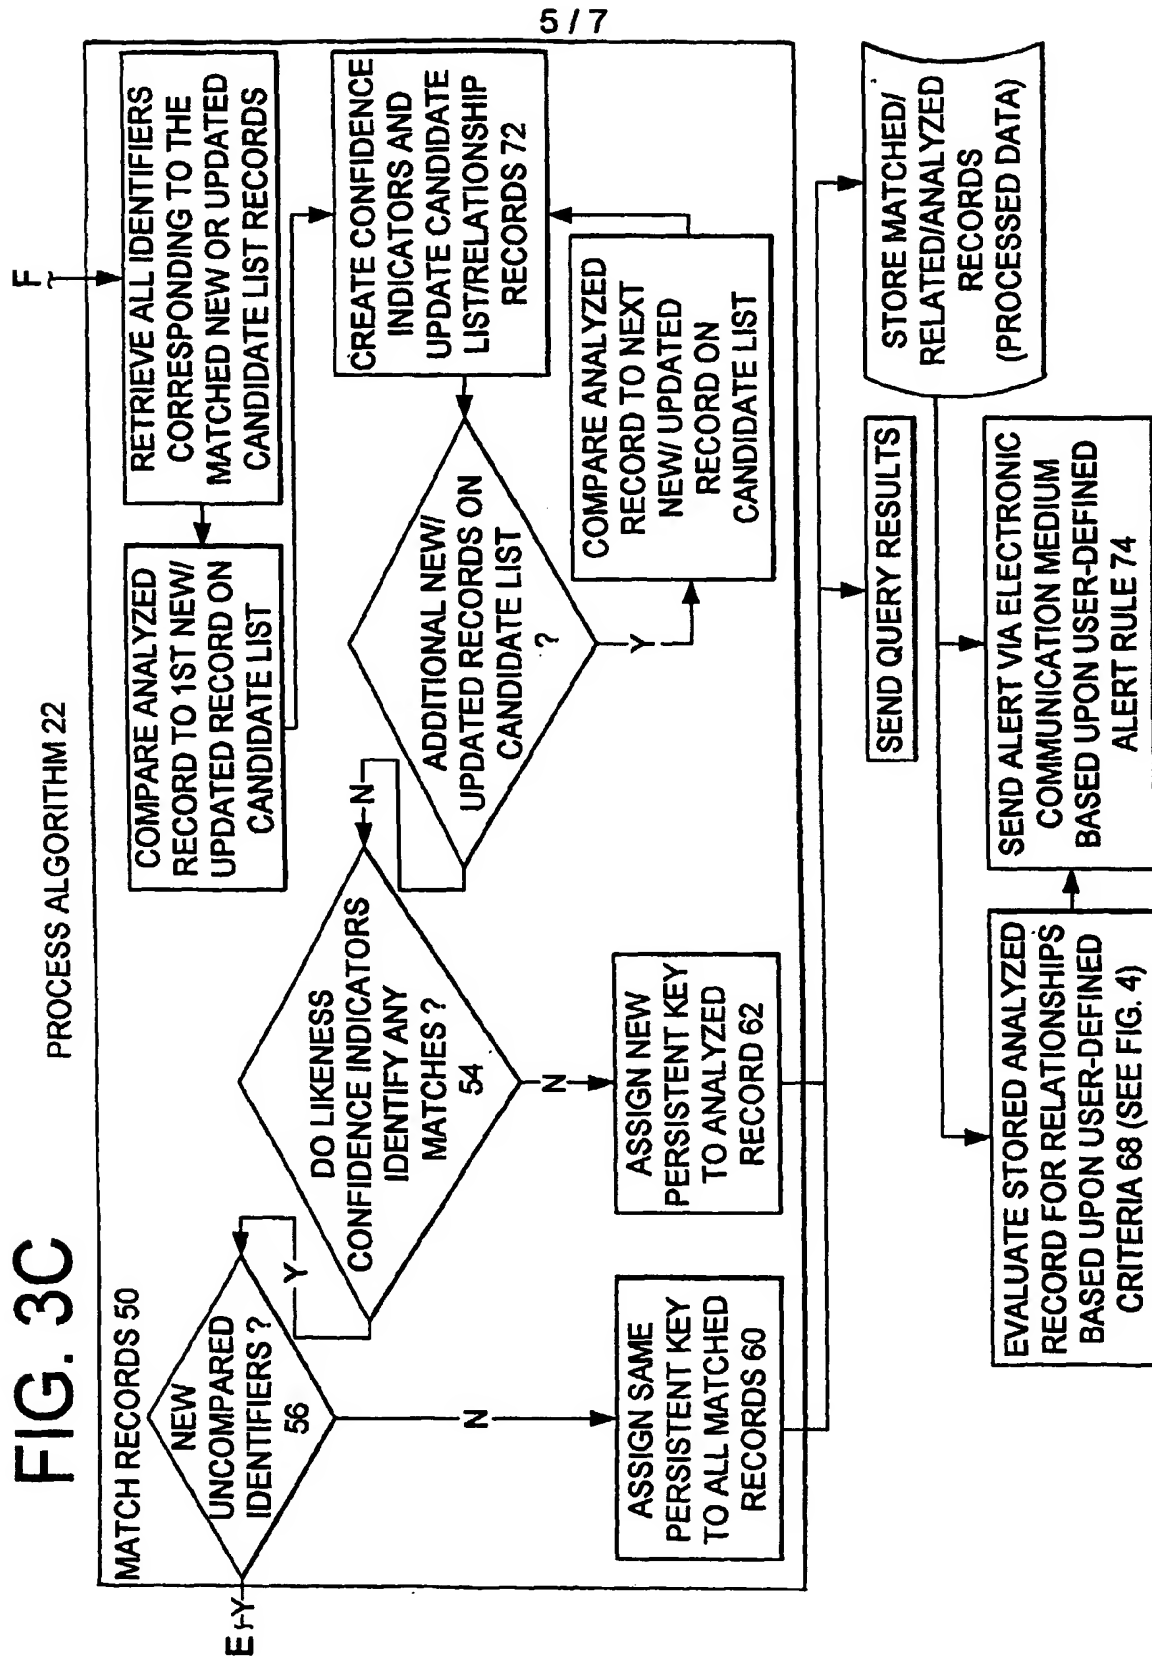 5 / 7
FIG. 3C
PROCESS ALGORITHM 22
MATCH RECORDS 50
F
RETRIEVE ALL IDENTIFIERS
CORRESPONDING TO THE
MATCHED NEW OR UPDATED
CANDIDATE LIST RECORDS
COMPARE ANALYZED
RECORD TO 1ST NEW/
UPDATED RECORD ON
CANDIDATE LIST
CREATE CONFIDENCE
INDICATORS AND
UPDATE CANDIDATE
LIST/RELATIONSHIP
RECORDS 72
ADDITIONAL NEW/
UPDATED RECORDS ON
CANDIDATE LIST
?
Y
COMPARE ANALYZED
RECORD TO NEXT
NEW/ UPDATED
RECORD ON
CANDIDATE LIST
N
DO LIKENESS
CONFIDENCE INDICATORS
IDENTIFY ANY
MATCHES ?
54
N
ASSIGN NEW
PERSISTENT KEY
TO ANALYZED
RECORD 62
Y
NEW
UNCOMPARED
IDENTIFIERS ?
56
E Y
N
ASSIGN SAME
PERSISTENT KEY
TO ALL MATCHED
RECORDS 60
STORE MATCHED/
RELATED/ANALYZED
RECORDS
(PROCESSED DATA)
SEND QUERY RESULTS
SEND ALERT VIA ELECTRONIC
COMMUNICATION MEDIUM
BASED UPON USER-DEFINED
ALERT RULE 74
EVALUATE STORED ANALYZED
RECORD FOR RELATIONSHIPS
BASED UPON USER-DEFINED
CRITERIA 68 (SEE FIG. 4)